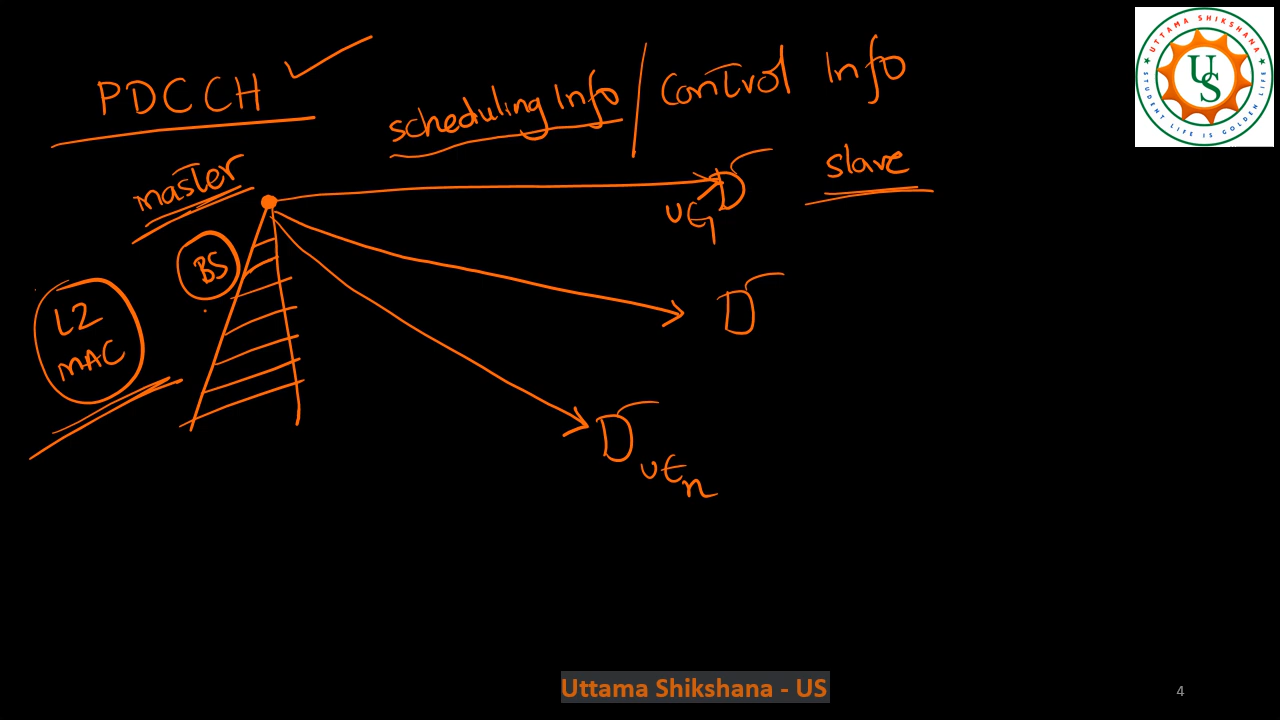 PDCCH
scheduling Info / Control Info
master
slave
UE1
BS
L2
MAC
UEn
UTTAMA SHIKSHANA
US
STUDENT LIFE IS GOLDEN LIFE
Uttama Shikshana - US
4